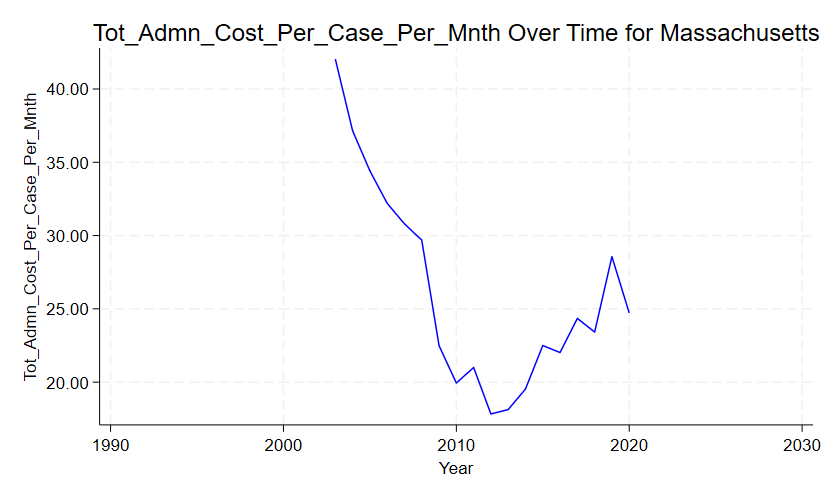 Tot_Admn_Cost_Per_Case_Per_Mnth Over Time for Massachusetts
Tot_Admn_Cost_Per_Case_Per_Mnth
40.00
35.00
30.00
25.00
20.00
1990 2000 2010 2020 2030
Year